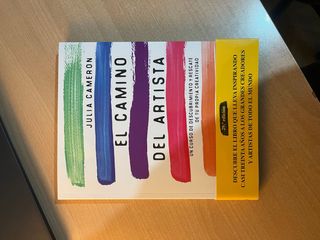 JULIA CAMERON
EL CAMINO
DEL ARTISTA
UN CURSO DE DESCUBRIMIENTO Y RESCATE
DE TU PROPIA CREATIVIDAD
DESCUBRE EL LIBRO QUE LLEVA INSPIRANDO
CASI TREINTA AÑOS A LOS GRANDES CREADORES
Y ARTISTAS DE TODO EL MUNDO